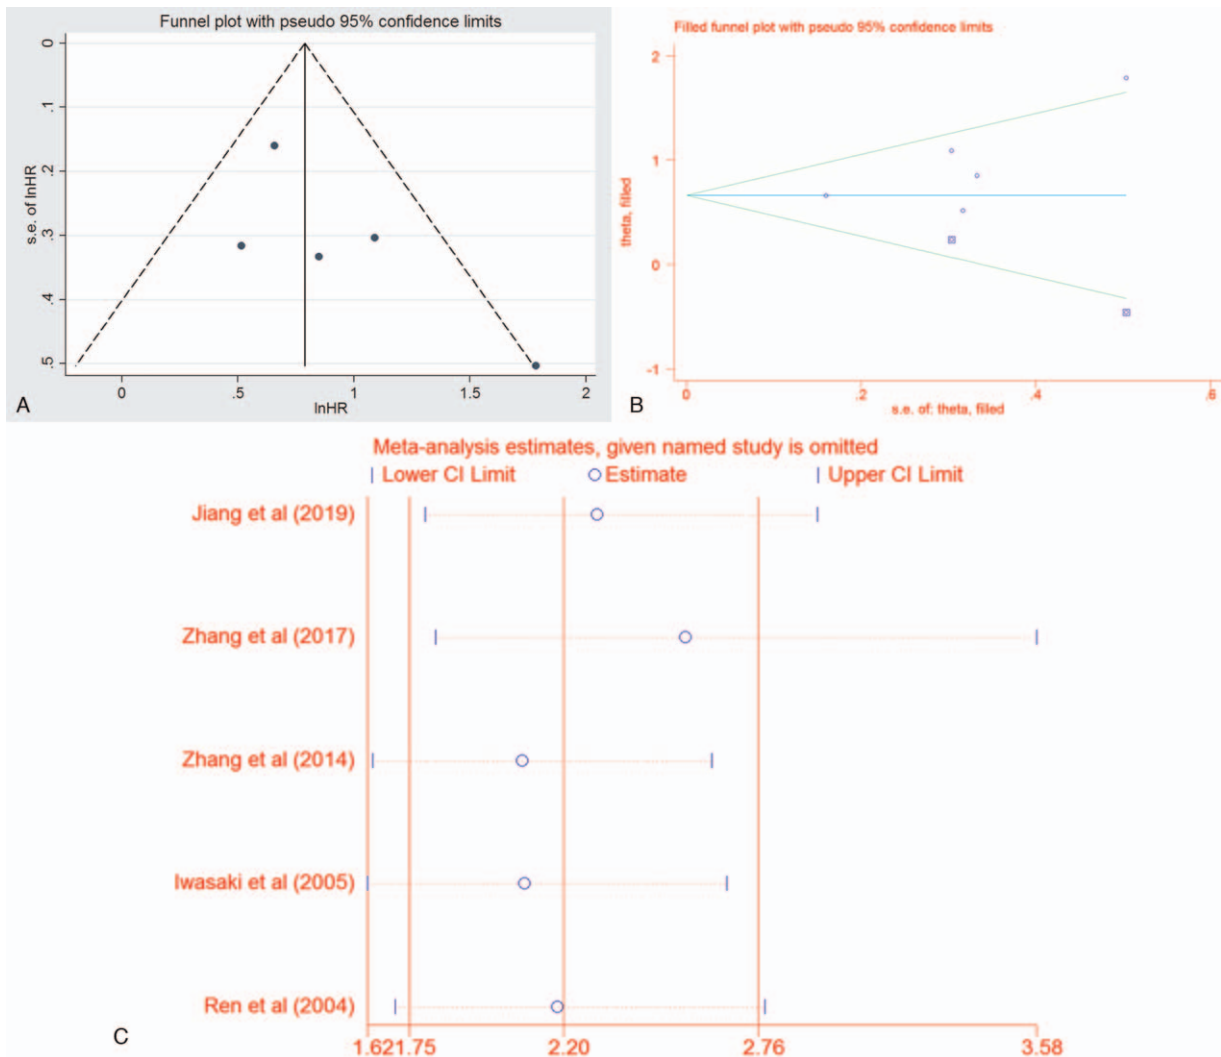 Funnel plot with pseudo 95% confidence limits
0
.1
.2
.3
.4
.5
s.e. of lnHR
0
.5
1
1.5
2
lnHR
A
Filled funnel plot with pseudo 95% confidence limits
2
1
0
-1
theta, filled
0
.2
.4
.6
s.e. of: theta, filled
B
Meta-analysis estimates, given named study is omitted
Lower CI Limit
Estimate
Upper CI Limit
Jiang et al (2019)
Zhang et al (2017)
Zhang et al (2014)
Iwasaki et al (2005)
Ren et al (2004)
1.62 1.75 2.20 2.76 3.58
C